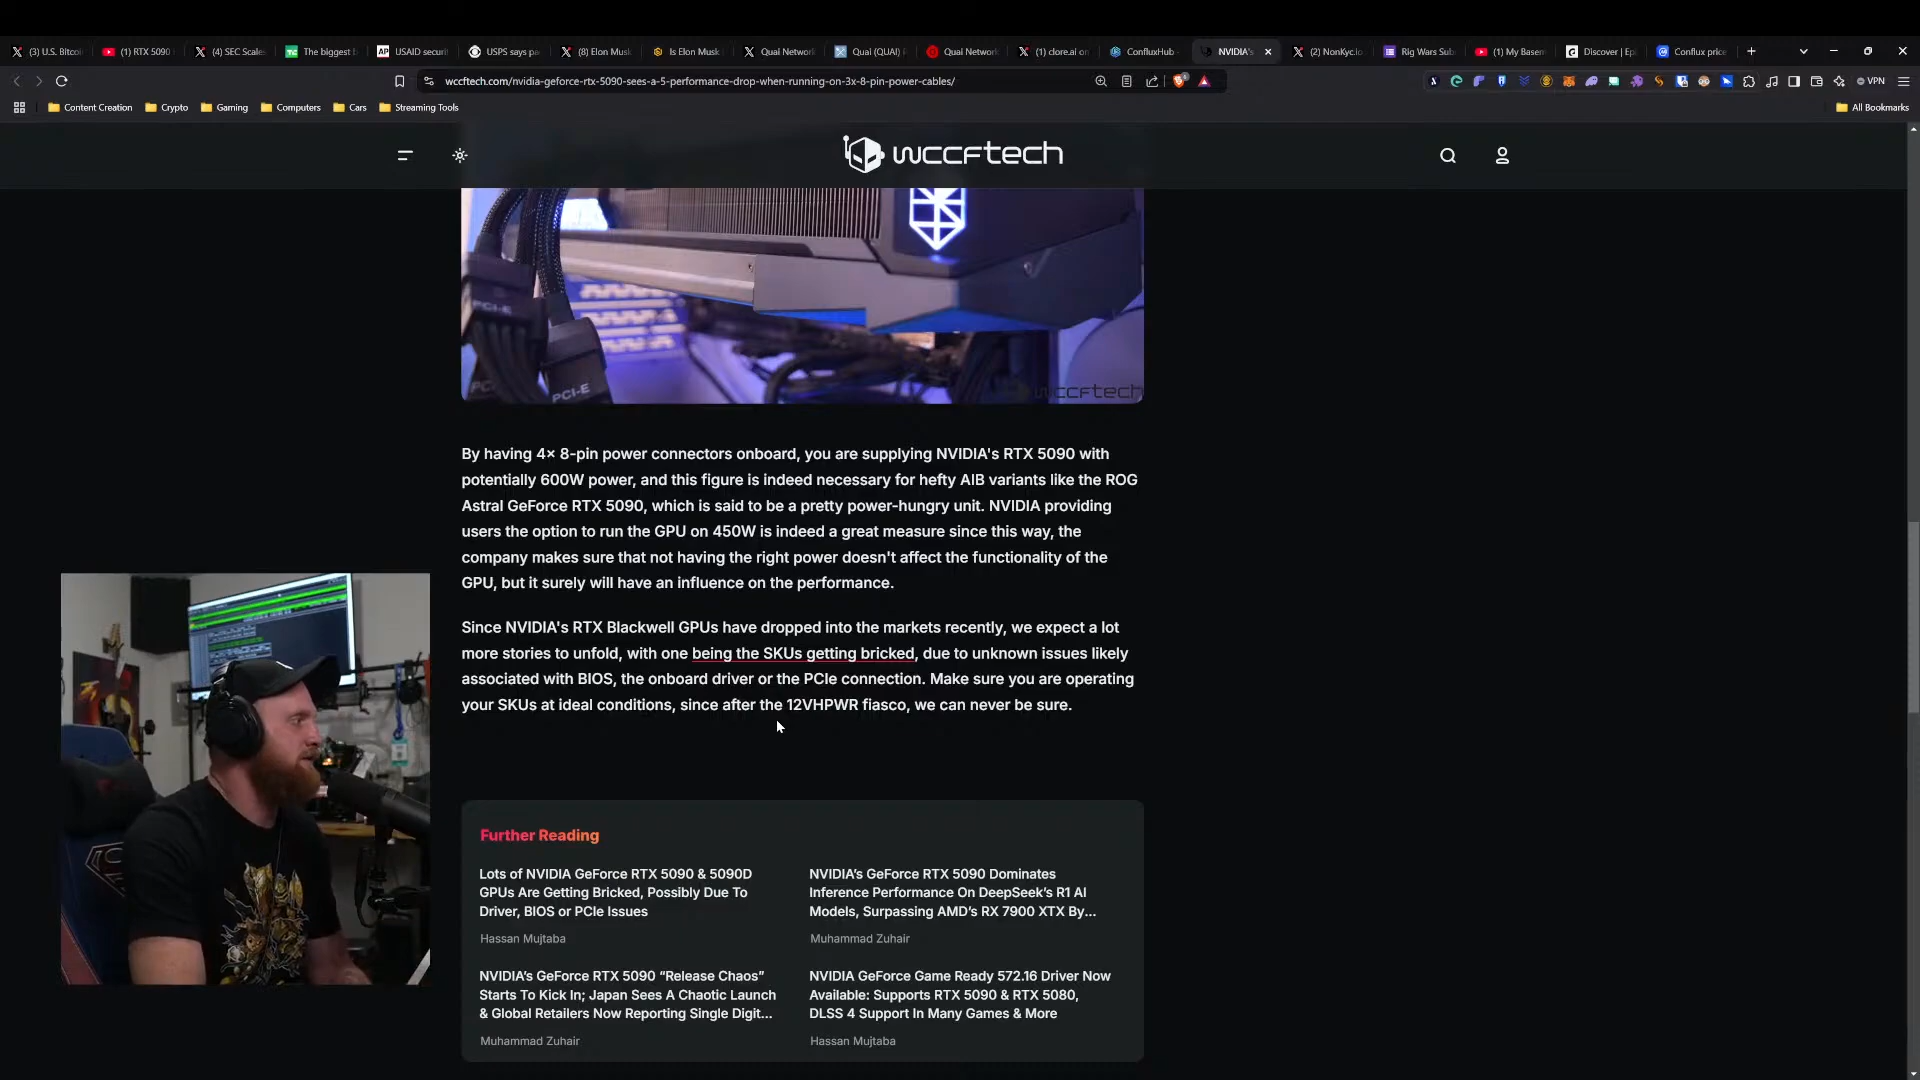 (3) U.S. Bitcoi
(1) RTX 5090
(4) SEC Scale
The biggest b
USAID securi
USPS says pa
(8) Elon Musk
Is Elon Musk
Quai Network
Quai (QUAI) P
Quai Network
(1) clore.ai on
ConfluxHub
NVIDIA's
(2) NonKyc.io
Rig Wars Sub
(1) My Basem
Discover | Epi
Conflux price
wccftech.com/nvidia-geforce-rtx-5090-sees-a-5-performance-drop-when-running-on-3x-8-pin-power-cables/
VPN
Content Creation
Crypto
Gaming
Computers
Cars
Streaming Tools
All Bookmarks
wccftech
PCI-E
PCI-E
PCI-E
wccftech
By having 4× 8-pin power connectors onboard, you are supplying NVIDIA's RTX 5090 with
potentially 600W power, and this figure is indeed necessary for hefty AIB variants like the ROG
Astral GeForce RTX 5090, which is said to be a pretty power-hungry unit. NVIDIA providing
users the option to run the GPU on 450W is indeed a great measure since this way, the
company makes sure that not having the right power doesn't affect the functionality of the
GPU, but it surely will have an influence on the performance.
Since NVIDIA's RTX Blackwell GPUs have dropped into the markets recently, we expect a lot
more stories to unfold, with one being the SKUs getting bricked, due to unknown issues likely
associated with BIOS, the onboard driver or the PCIe connection. Make sure you are operating
your SKUs at ideal conditions, since after the 12VHPWR fiasco, we can never be sure.
Further Reading
Lots of NVIDIA GeForce RTX 5090 & 5090D
GPUs Are Getting Bricked, Possibly Due To
Driver, BIOS or PCIe Issues
Hassan Mujtaba
NVIDIA's GeForce RTX 5090 Dominates
Inference Performance On DeepSeek's R1 AI
Models, Surpassing AMD's RX 7900 XTX By...
Muhammad Zuhair
NVIDIA's GeForce RTX 5090 “Release Chaos”
Starts To Kick In; Japan Sees A Chaotic Launch
& Global Retailers Now Reporting Single Digit...
Muhammad Zuhair
NVIDIA GeForce Game Ready 572.16 Driver Now
Available: Supports RTX 5090 & RTX 5080,
DLSS 4 Support In Many Games & More
Hassan Mujtaba